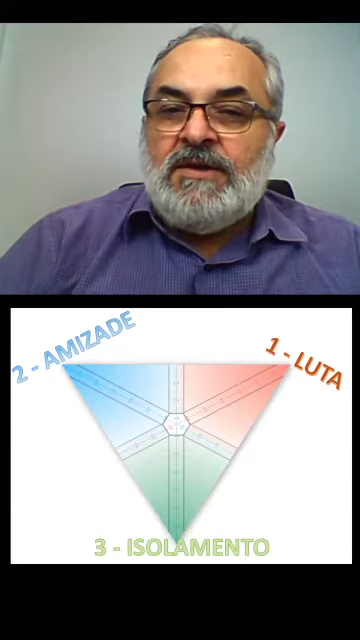 2 - AMIZADE
1 - LUTA
3 - ISOLAMENTO